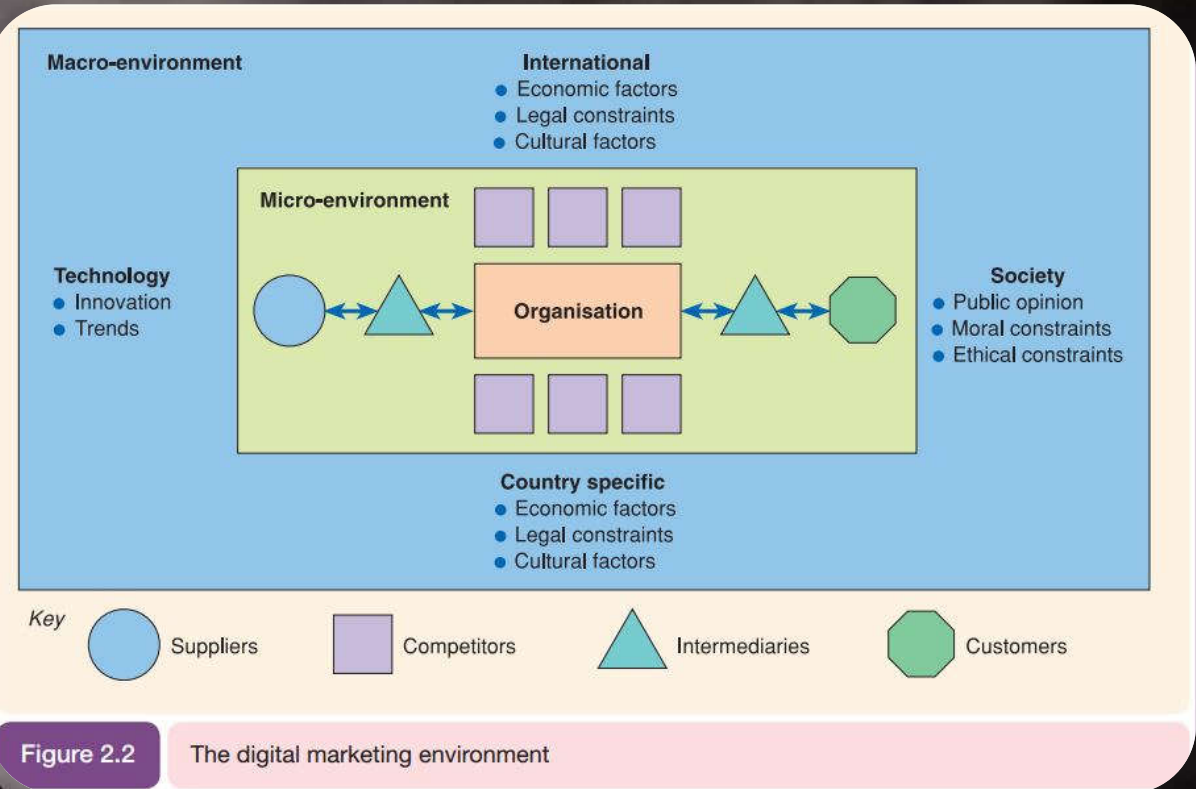 Macro-environment
International
• Economic factors
• Legal constraints
• Cultural factors
Micro-environment
Technology
• Innovation
• Trends
Organisation
Society
• Public opinion
• Moral constraints
• Ethical constraints
Country specific
• Economic factors
• Legal constraints
• Cultural factors
Key
Suppliers
Competitors
Intermediaries
Customers
Figure 2.2
The digital marketing environment